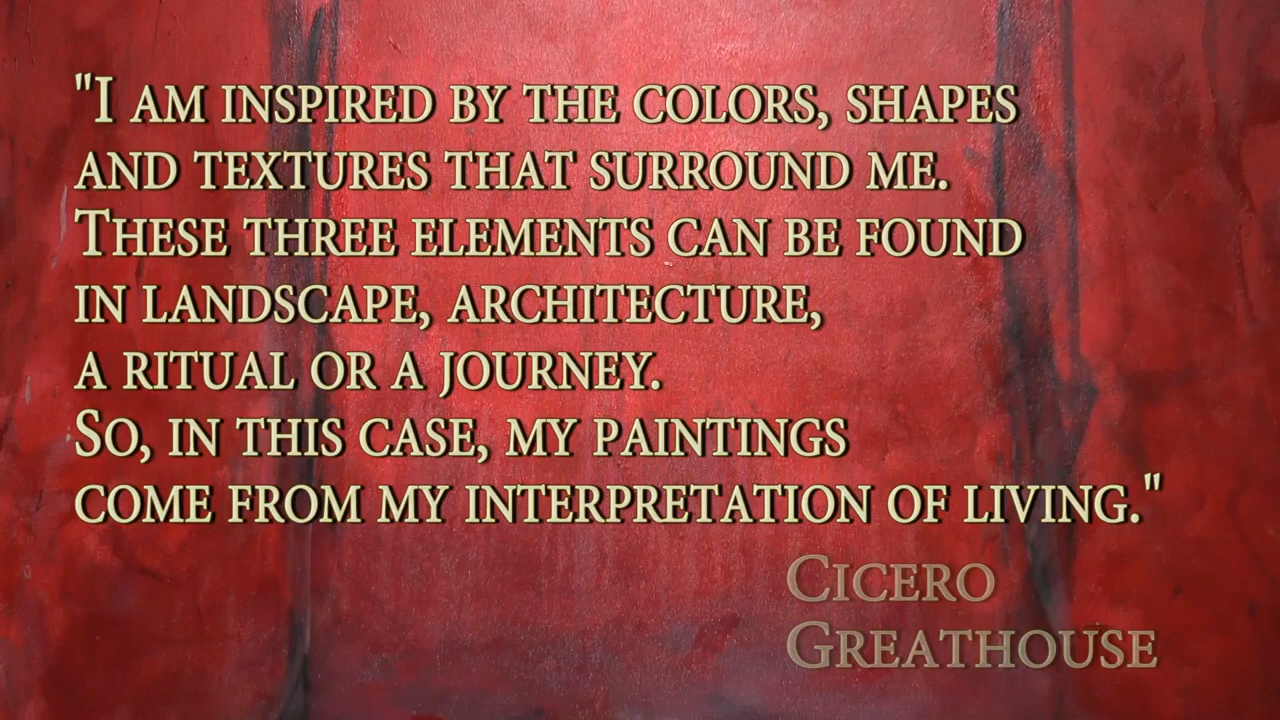 "I AM INSPIRED BY THE COLORS, SHAPES
AND TEXTURES THAT SURROUND ME.
THESE THREE ELEMENTS CAN BE FOUND
IN LANDSCAPE, ARCHITECTURE,
A RITUAL OR A JOURNEY.
SO, IN THIS CASE, MY PAINTINGS
COME FROM MY INTERPRETATION OF LIVING."
CICERO
GREATHOUSE